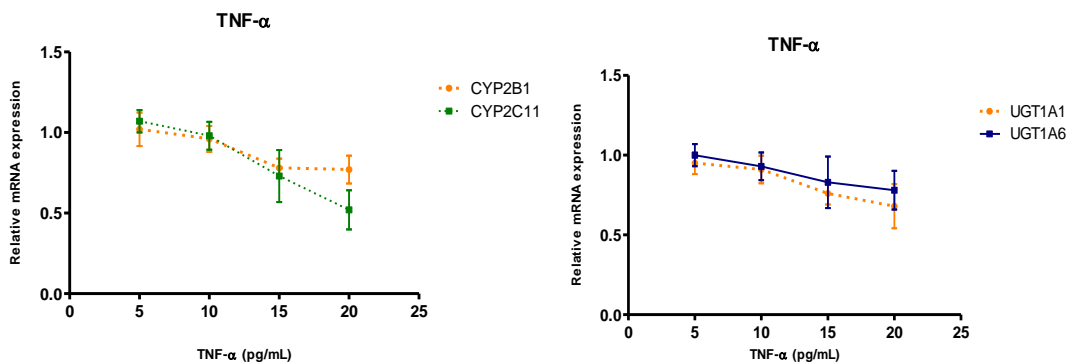 TNF-α
1.5
1.0
0.5
0.0
Relative mRNA expression
0 5 10 15 20 25
TNF-α (pg/mL)
CYP2B1
CYP2C11
TNF-α
1.5
1.0
0.5
0.0
Relative mRNA expression
0 5 10 15 20 25
TNF-α (pg/mL)
UGT1A1
UGT1A6